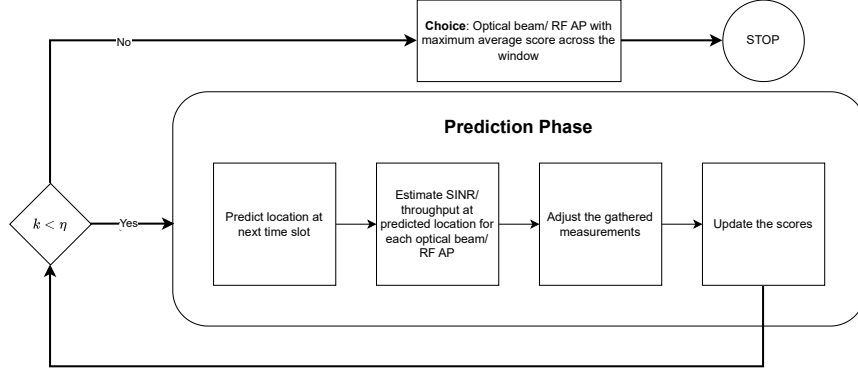 Choice: Optical beam/ RF AP with
maximum average score across the
window
STOP
No
Prediction Phase
k < η
Yes
Predict location at
next time slot
Estimate SINR/
throughput at
predicted location for
each optical beam/
RF AP
Adjust the gathered
measurements
Update the scores